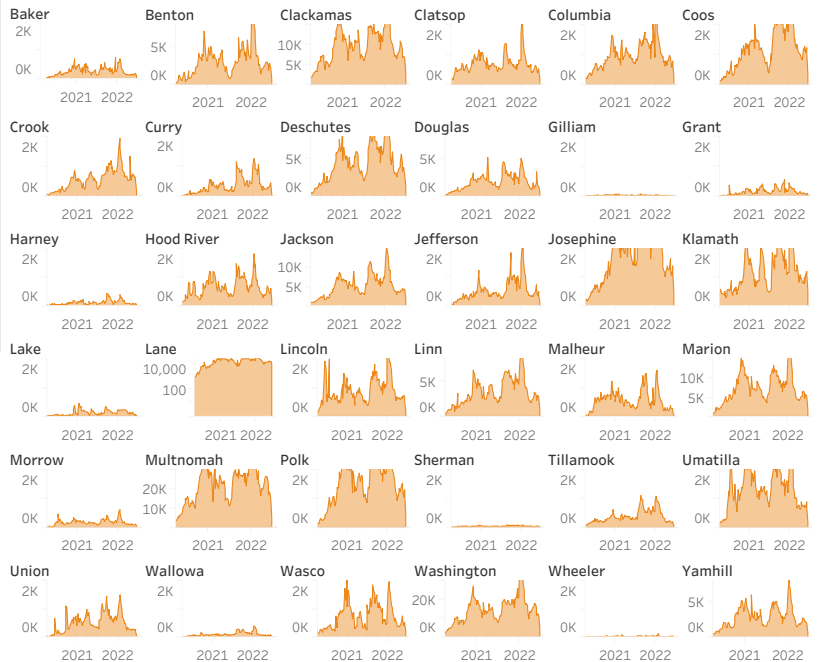 Baker Benton Clackamas Clatsop Columbia Coos
2K 5K 0K 10K 5K 2K 0K 2K 0K 2K 0K
0K
2021 2022 2021 2022 2021 2022 2021 2022 2021 2022 2021 2022
Crook Curry Deschutes Douglas Gilliam Grant
2K 2K 5K 5K 2K 2K
0K 0K 0K 0K 0K 0K
2021 2022 2021 2022 2021 2022 2021 2022 2021 2022 2021 2022
Harney Hood River Jackson Jefferson Josephine Klamath
2K 2K 10K 2K 2K 2K
0K 0K 5K 0K 0K 0K
2021 2022 2021 2022 2021 2022 2021 2022 2021 2022 2021 2022
Lake Lane Lincoln Linn Malheur Marion
2K 10,000 2K 5K 2K 10K
0K 100 0K 0K 0K 5K
2021 2022 2021 2022 2021 2022 2021 2022 2021 2022 2021 2022
Morrow Multnomah Polk Sherman Tillamook Umatilla
2K 20K 2K 2K 2K 2K
0K 10K 0K 0K 0K 0K
2021 2022 2021 2022 2021 2022 2021 2022 2021 2022 2021 2022
Union Wallowa Wasco Washington Wheeler Yamhill
2K 2K 2K 20K 2K 5K
0K 0K 0K 0K 0K 0K
2021 2022 2021 2022 2021 2022 2021 2022 2021 2022 2021 2022